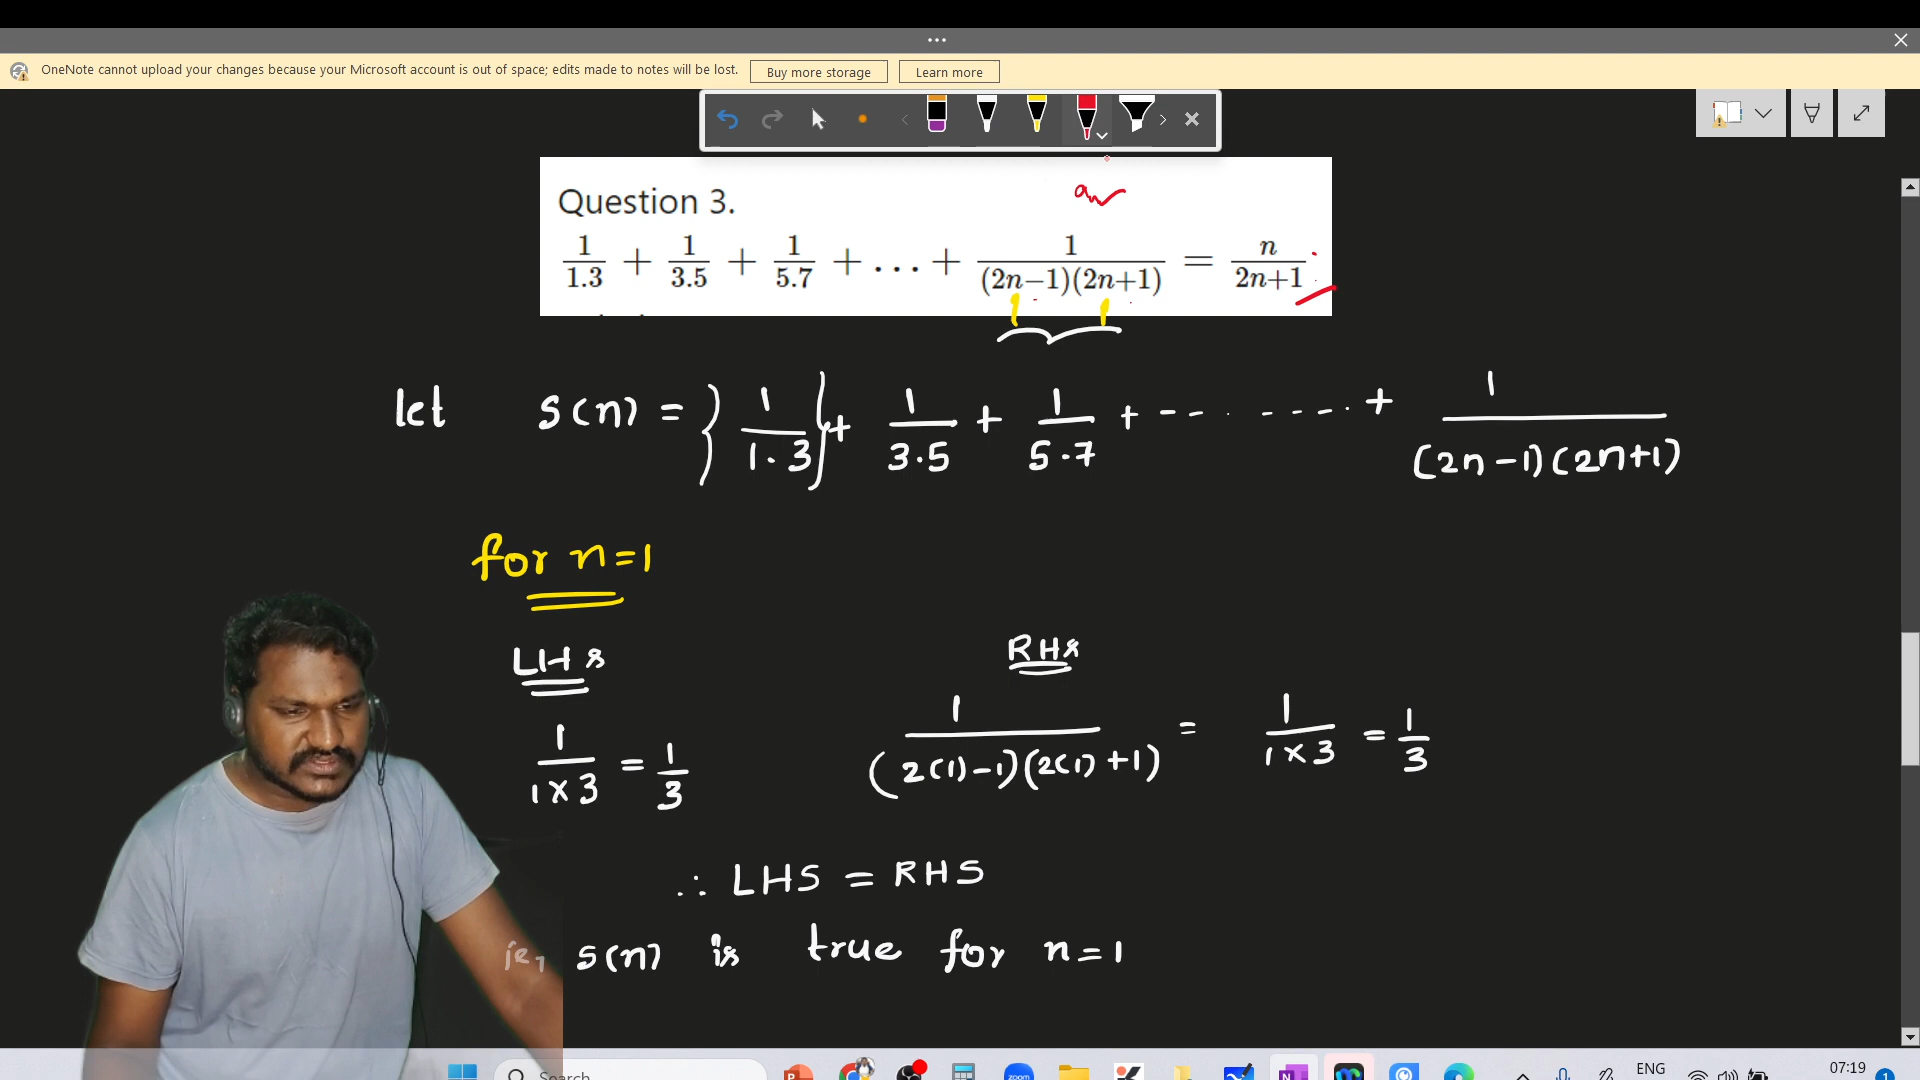 OneNote cannot upload your changes because your Microsoft account is out of space; edits made to notes will be lost. Buy more storage Learn more
Question 3.
1/1.3 + 1/3.5 + 1/5.7 + ... + 1/((2n−1)(2n+1)) = n/(2n+1)
let s(n) = { 1/1.3 } + 1/3.5 + 1/5.7 + - - - - - - - + 1/((2n-1)(2n+1))
for n=1
LHS RHS
1/(1×3) = 1/3 1/((2(1)-1)(2(1)+1)) = 1/(1×3) = 1/3
∴ LHS = RHS
ie, s(n) is true for n=1
Search zoom ENG 07:19